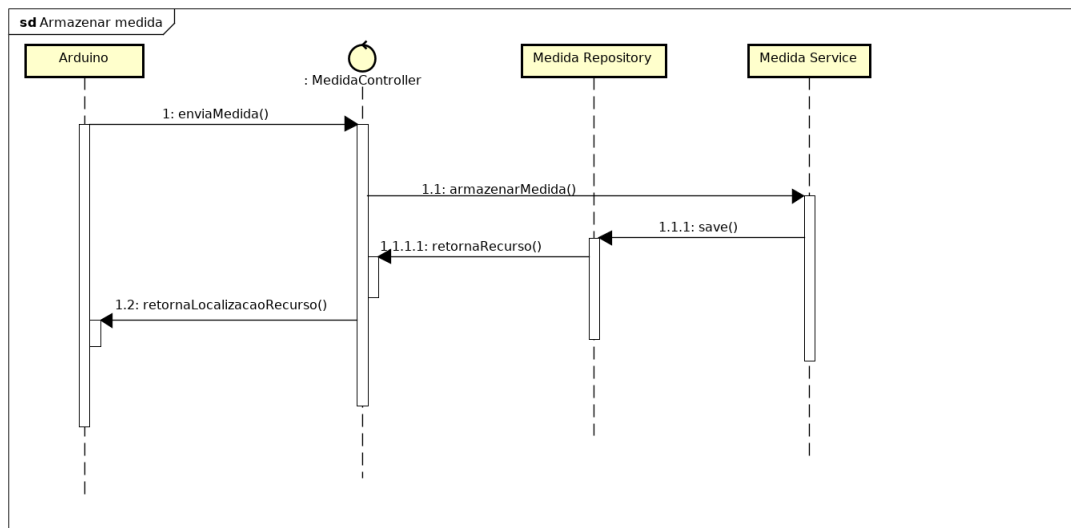 sd Armazenar medida
Arduino
: MedidaController
Medida Repository
Medida Service
1: enviaMedida()
1.1: armazenarMedida()
1.1.1: save()
1.1.1.1: retornaRecurso()
1.2: retornaLocalizacaoRecurso()